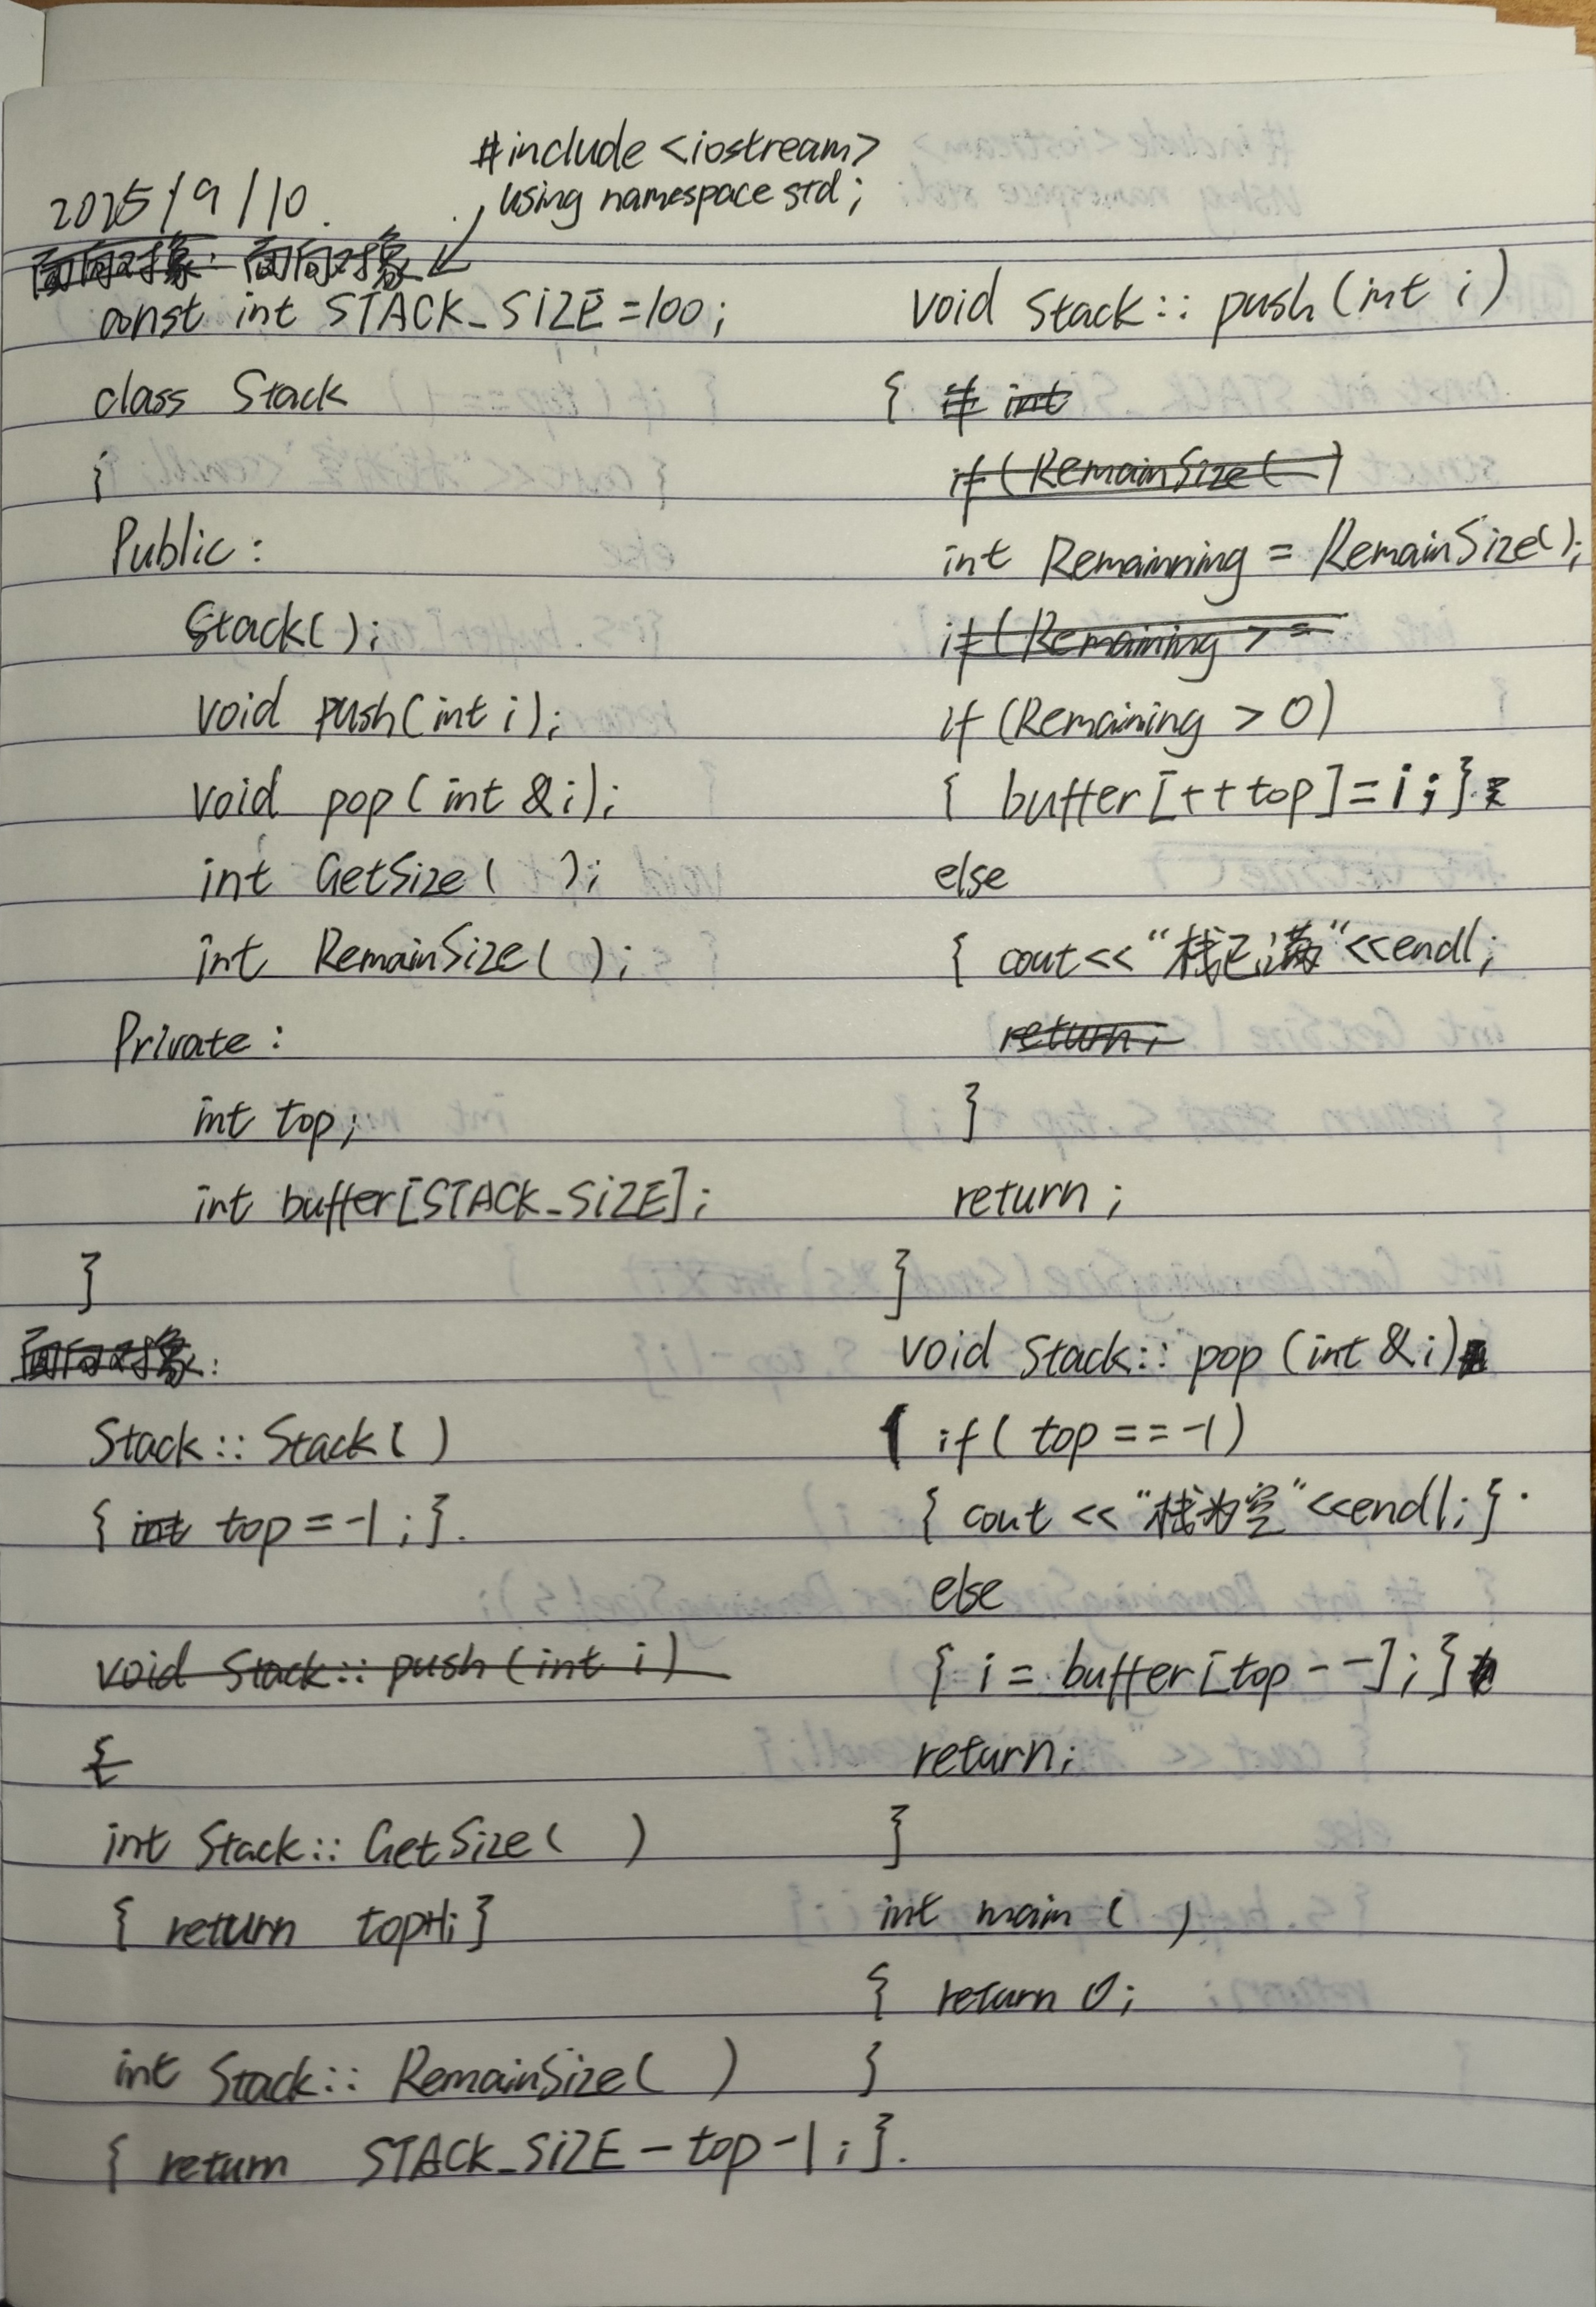 #include <iostream>
using namespace std;
2025/9/10.
面向对象: 面向对象
const int STACK_SIZE=100;
class Stack
{
Public:
Stack();
void push(int i);
void pop(int &i);
int GetSize( );
int RemainSize( );
Private:
int top;
int buffer[STACK_SIZE];
}
面向对象:
Stack::Stack()
{ int top=-1;}.
void Stack::push(int i)
{
int Stack::GetSize( )
{ return top+1;}
int Stack::RemainSize( )
{ return STACK_SIZE-top-1;}.
void Stack::push(int i)
{ if int
if(RemainSize( )
int Remainning = RemainSize();
if(Remaining >=
if(Remaining >0)
{ buffer[++top]=i;}
else
{ cout<<“栈已满”<<endl;
return;
}
return;
}
void Stack::pop(int &i)
{ if(top==-1)
{ cout <<“栈为空”<<endl;}.
else
{ i=buffer[top--];}
return;
}
int main( )
{ return 0;
}